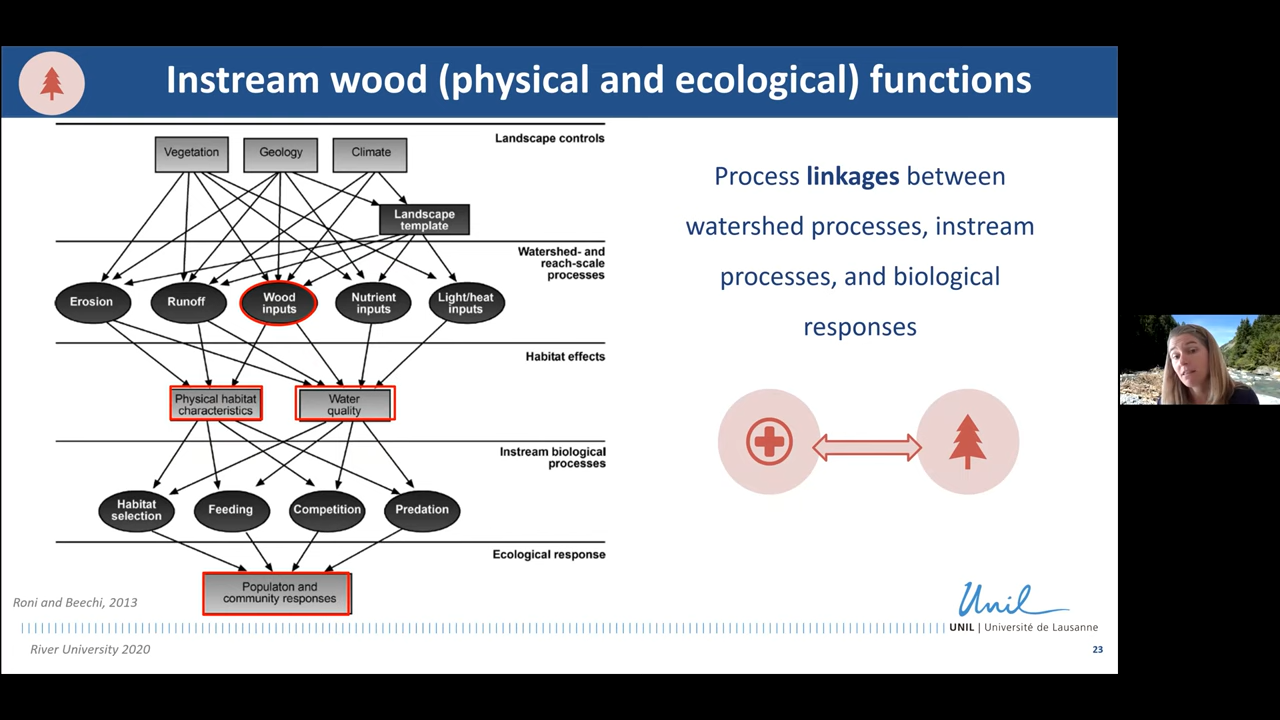 Instream wood (physical and ecological) functions
Landscape controls
Vegetation
Geology
Climate
Landscape
template
Watershed- and
reach-scale
processes
Erosion
Runoff
Wood
inputs
Nutrient
inputs
Light/heat
inputs
Habitat effects
Physical habitat
characteristics
Water
quality
Instream biological
processes
Habitat
selection
Feeding
Competition
Predation
Ecological response
Populaton and
community responses
Process linkages between
watershed processes, instream
processes, and biological
responses
Roni and Beechi, 2013
Unil
UNIL | Université de Lausanne
River University 2020
23